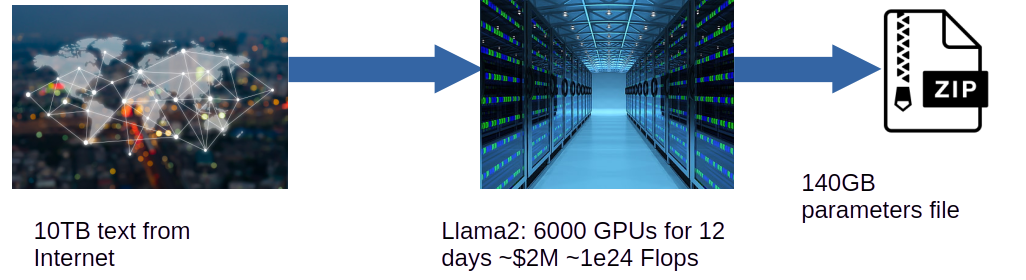 ZIP
10TB text from
Internet
Llama2: 6000 GPUs for 12
days ~$2M ~1e24 Flops
140GB
parameters file